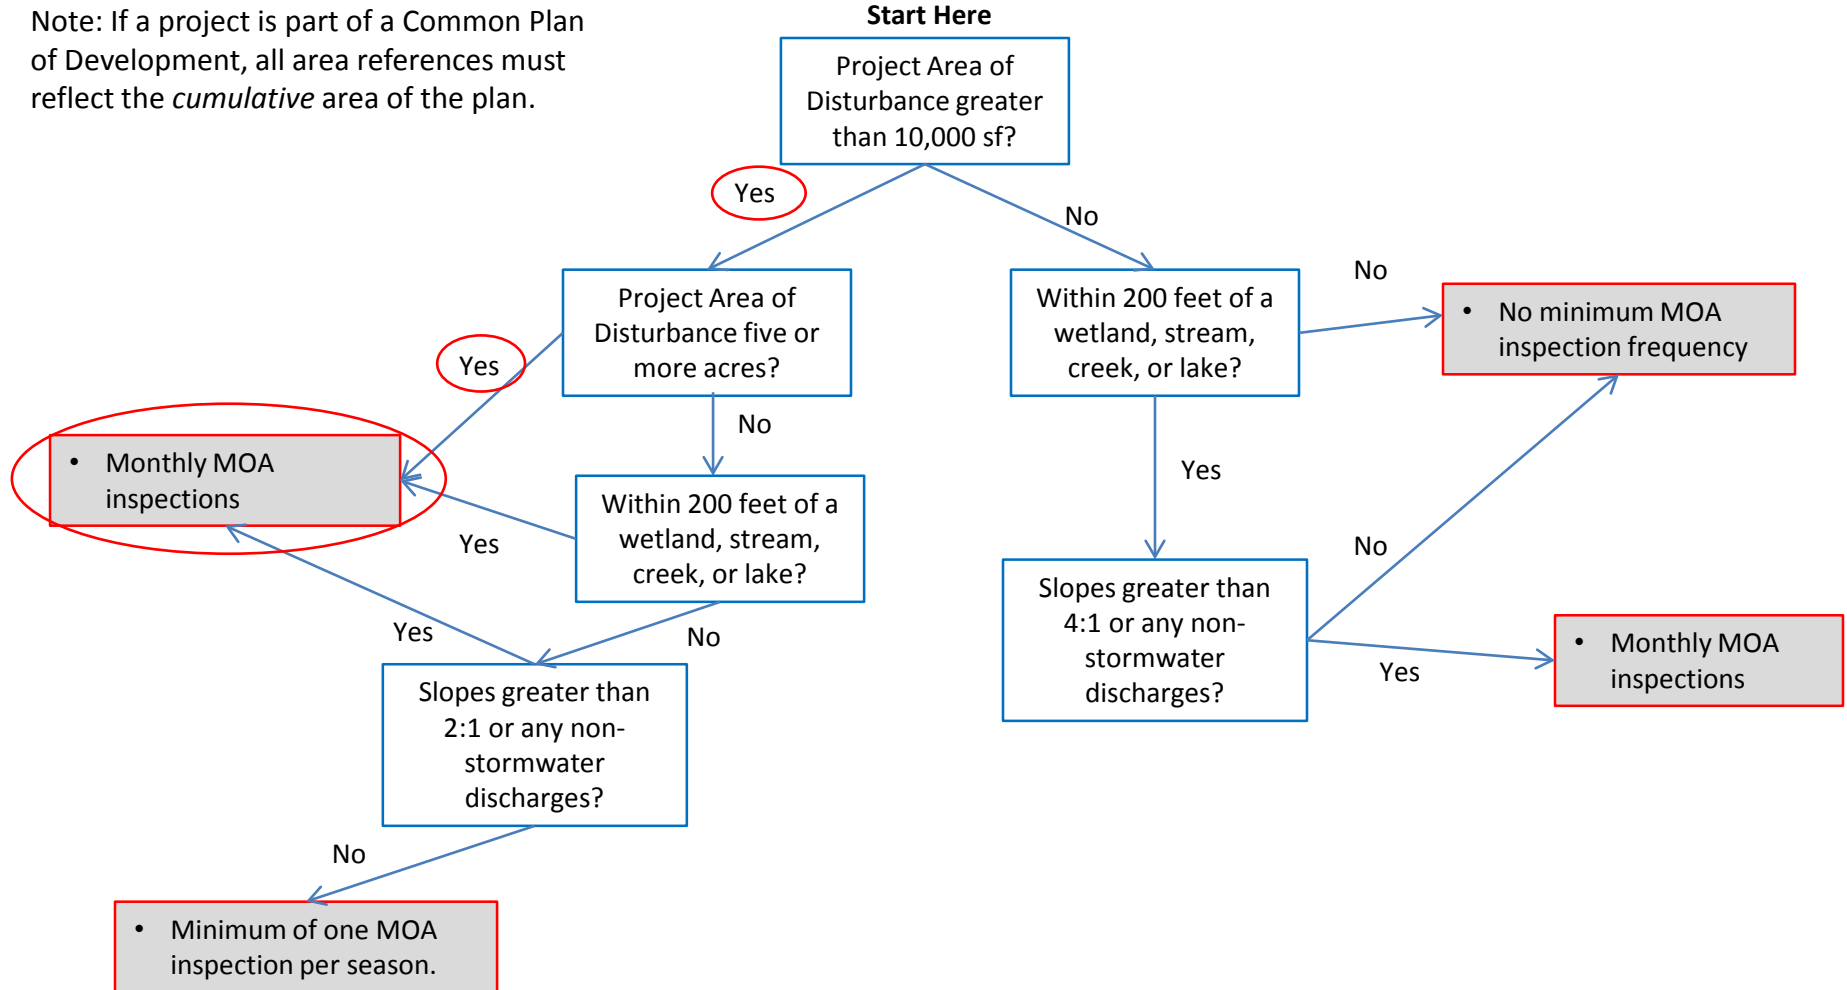 Note: If a project is part of a Common Plan
of Development, all area references must
reflect the cumulative area of the plan.
Start Here
Project Area of
Disturbance greater
than 10,000 sf?
Yes
No
Project Area of
Disturbance five or
more acres?
Within 200 feet of a
wetland, stream,
creek, or lake?
No
• No minimum MOA
inspection frequency
Yes
No
• Monthly MOA
inspections
Within 200 feet of a
wetland, stream,
creek, or lake?
Yes
Yes
No
Slopes greater than
4:1 or any non-
stormwater
discharges?
Yes
• Monthly MOA
inspections
Yes
No
Slopes greater than
2:1 or any non-
stormwater
discharges?
No
• Minimum of one MOA
inspection per season.